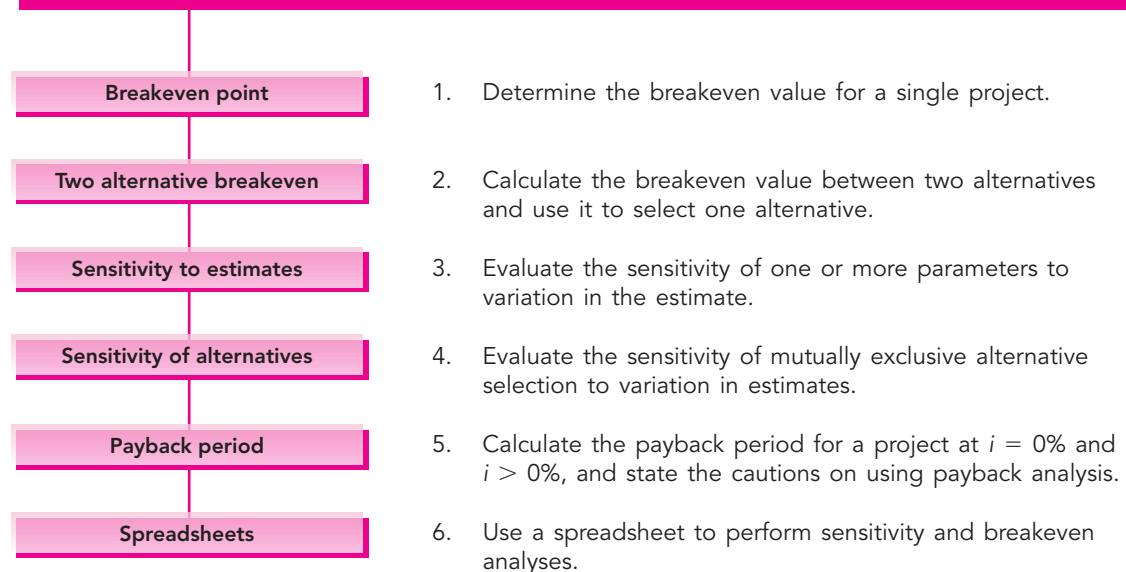 Breakeven point
1. Determine the breakeven value for a single project.
Two alternative breakeven
2. Calculate the breakeven value between two alternatives
and use it to select one alternative.
Sensitivity to estimates
3. Evaluate the sensitivity of one or more parameters to
variation in the estimate.
Sensitivity of alternatives
4. Evaluate the sensitivity of mutually exclusive alternative
selection to variation in estimates.
Payback period
5. Calculate the payback period for a project at i = 0% and
i > 0%, and state the cautions on using payback analysis.
Spreadsheets
6. Use a spreadsheet to perform sensitivity and breakeven
analyses.